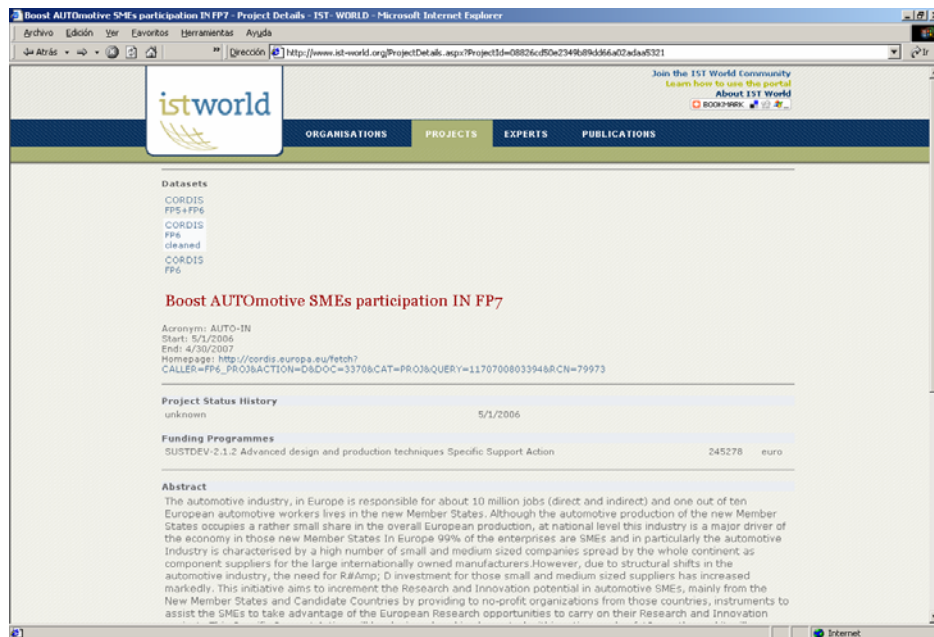 Boost AUTOmotive SMEs participation IN FP7 - Project Details - IST-WORLD - Microsoft Internet Explorer
Archivo Edición Ver Favoritos Herramientas Ayuda
Atrás » Dirección http://www.ist-world.org/ProjectDetails.aspx?ProjectId=08826cd50e2349b89dd66a02adaa5321 Ir
Join the IST World Community
Learn how to use the portal
About IST World
BOOKMARK
istworld
ORGANISATIONS PROJECTS EXPERTS PUBLICATIONS
Datasets
CORDIS
FP5+FP6
CORDIS
FP6
cleaned
CORDIS
FP6
Boost AUTOmotive SMEs participation IN FP7
Acronym: AUTO-IN
Start: 5/1/2006
End: 4/30/2007
Homepage: http://cordis.europa.eu/fetch?
CALLER=FP6_PROJ&ACTION=D&DOC=3370&CAT=PROJ&QUERY=1170700803394&RCN=79973
Project Status History
unknown 5/1/2006
Funding Programmes
SUSTDEV-2.1.2 Advanced design and production techniques Specific Support Action 245278 euro
Abstract
The automotive industry, in Europe is responsible for about 10 million jobs (direct and indirect) and one out of ten
European automotive workers lives in the new Member States. Although the automotive production of the new Member
States occupies a rather small share in the overall European production, at national level this industry is a major driver of
the economy in those new Member States In Europe 99% of the enterprises are SMEs and in particularly the automotive
Industry is characterised by a high number of small and medium sized companies spread by the whole continent as
component suppliers for the large internationally owned manufacturers.However, due to structural shifts in the
automotive industry, the need for R&Amp; D investment for those small and medium sized suppliers has increased
markedly. This initiative aims to increment the Research and Innovation potential in automotive SMEs, mainly from the
New Member States and Candidate Countries by providing to no-profit organizations from those countries, instruments to
assist the SMEs to take advantage of the European Research opportunities to carry on their Research and Innovation
Internet